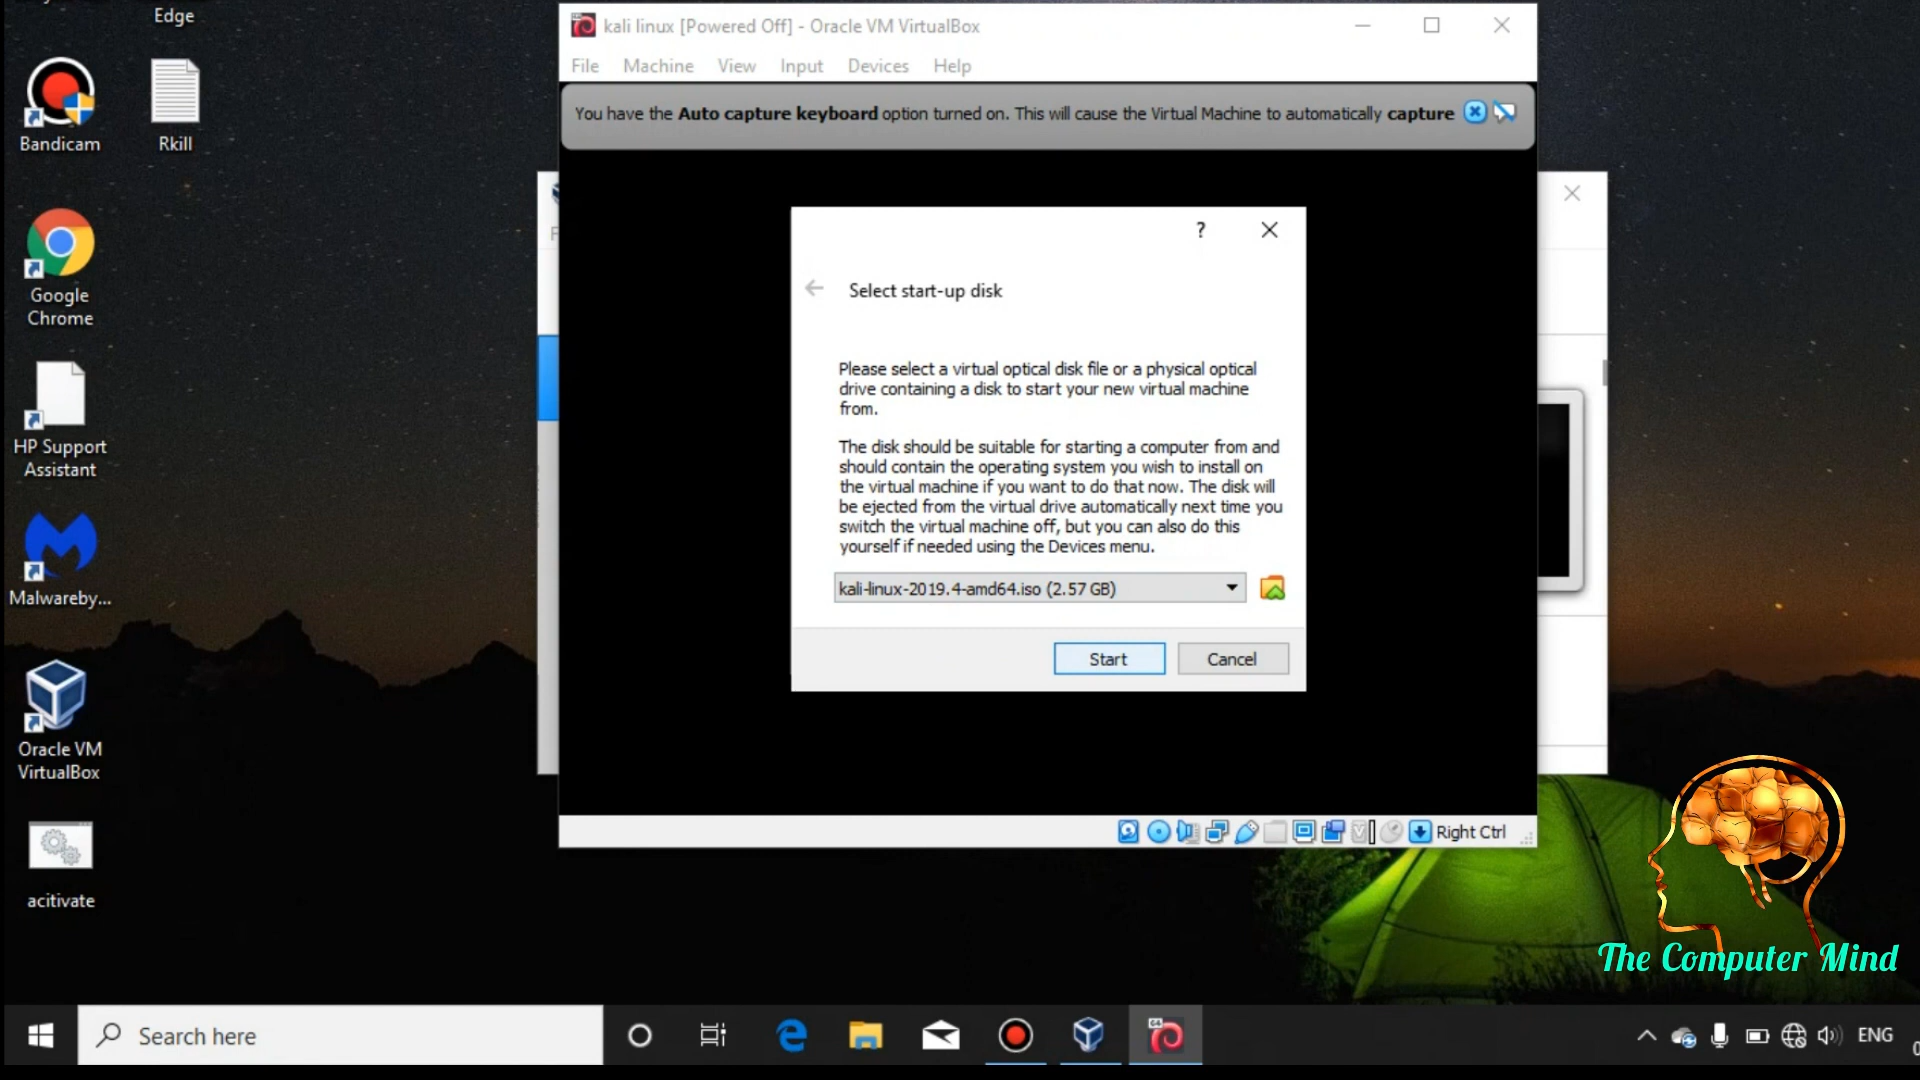 Edge
Bandicam
Rkill
Google
Chrome
HP Support
Assistant
Malwareby...
Oracle VM
VirtualBox
acitivate
kali linux [Powered Off] - Oracle VM VirtualBox
File Machine View Input Devices Help
You have the Auto capture keyboard option turned on. This will cause the Virtual Machine to automatically capture
?
Select start-up disk
Please select a virtual optical disk file or a physical optical
drive containing a disk to start your new virtual machine
from.
The disk should be suitable for starting a computer from and
should contain the operating system you wish to install on
the virtual machine if you want to do that now. The disk will
be ejected from the virtual drive automatically next time you
switch the virtual machine off, but you can also do this
yourself if needed using the Devices menu.
kali-linux-2019.4-amd64.iso (2.57 GB)
Start Cancel
Right Ctrl
The Computer Mind
Search here
64
ENG